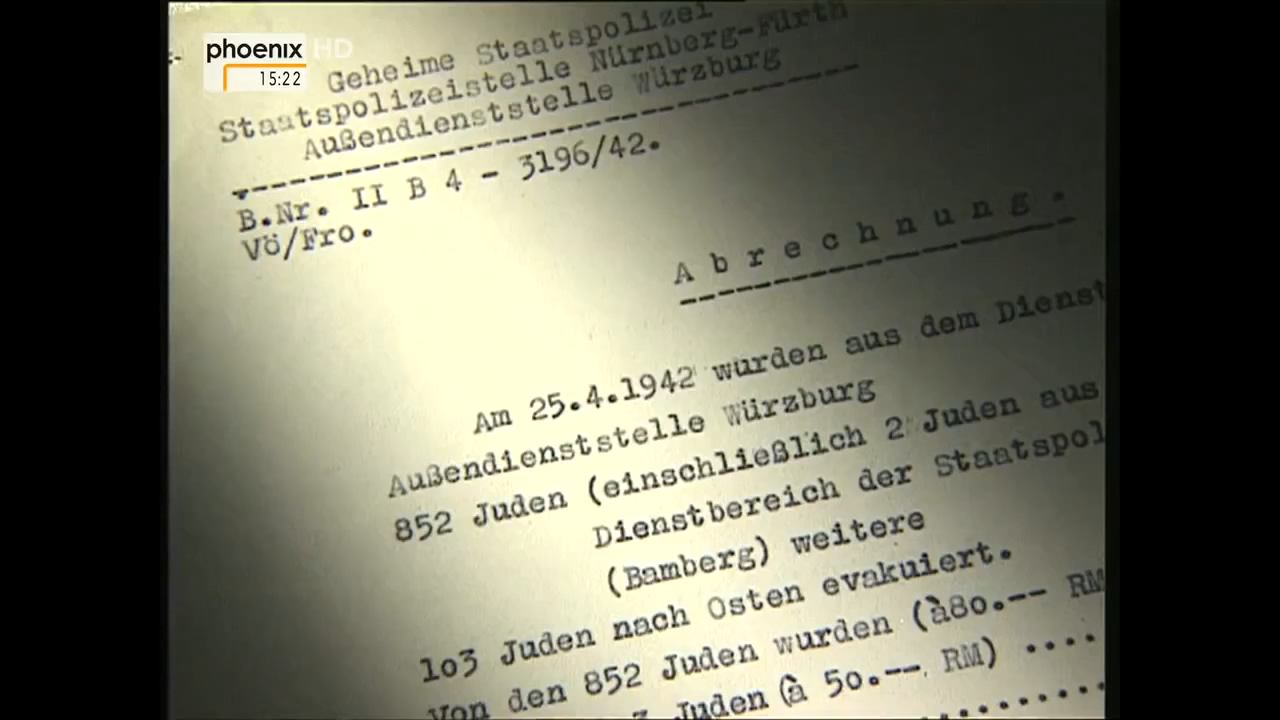 phoenix HD
15:22
Geheime Staatspolizei
Staatspolizeistelle Nürnberg-Fürth
Außendienststelle Würzburg
B.Nr. II B 4 - 3196/42.
Vö/Fro.
Abrechnung.
Am 25.4.1942 wurden aus dem Dienst
Außendienststelle Würzburg
852 Juden (einschließlich 2 Juden aus
Dienstbereich der Staatspol
(Bamberg) weitere
1o3 Juden nach Osten evakuiert.
Von den 852 Juden wurden (à8o.-- RM
Juden (à 5o.-- RM) ....